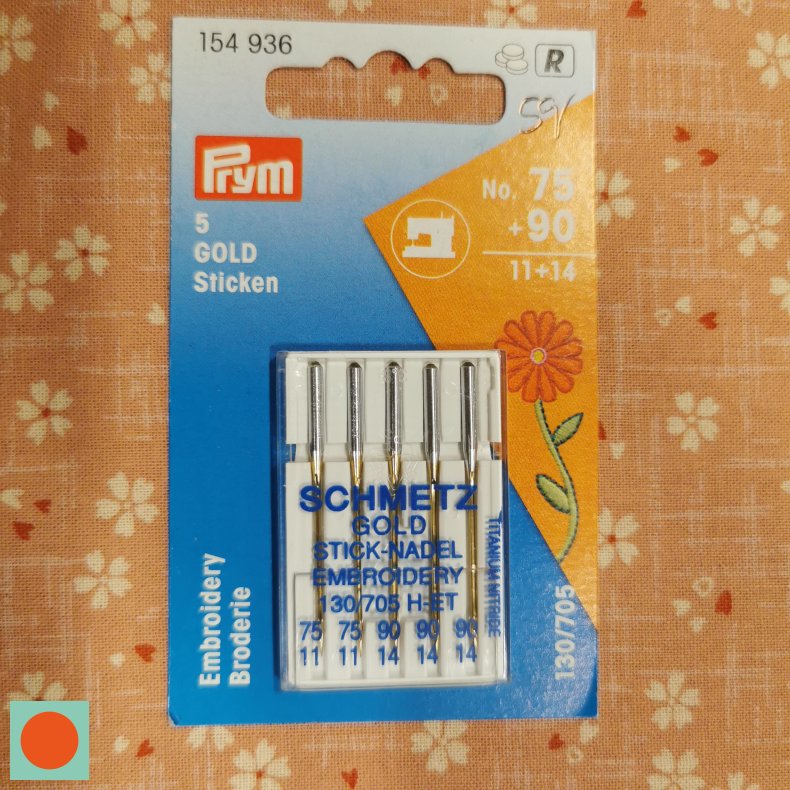 154 936
R
59
Prym
No. 75
+90
11+14
5
GOLD
Sticken
SCHMETZ
GOLD
STICK-NADEL
EMBROIDERY
130/705 H-ET
75 75 90 90 90
11 11 14 14 14
TITANIUM NITRIDE
Embroidery
Broderie
130/705